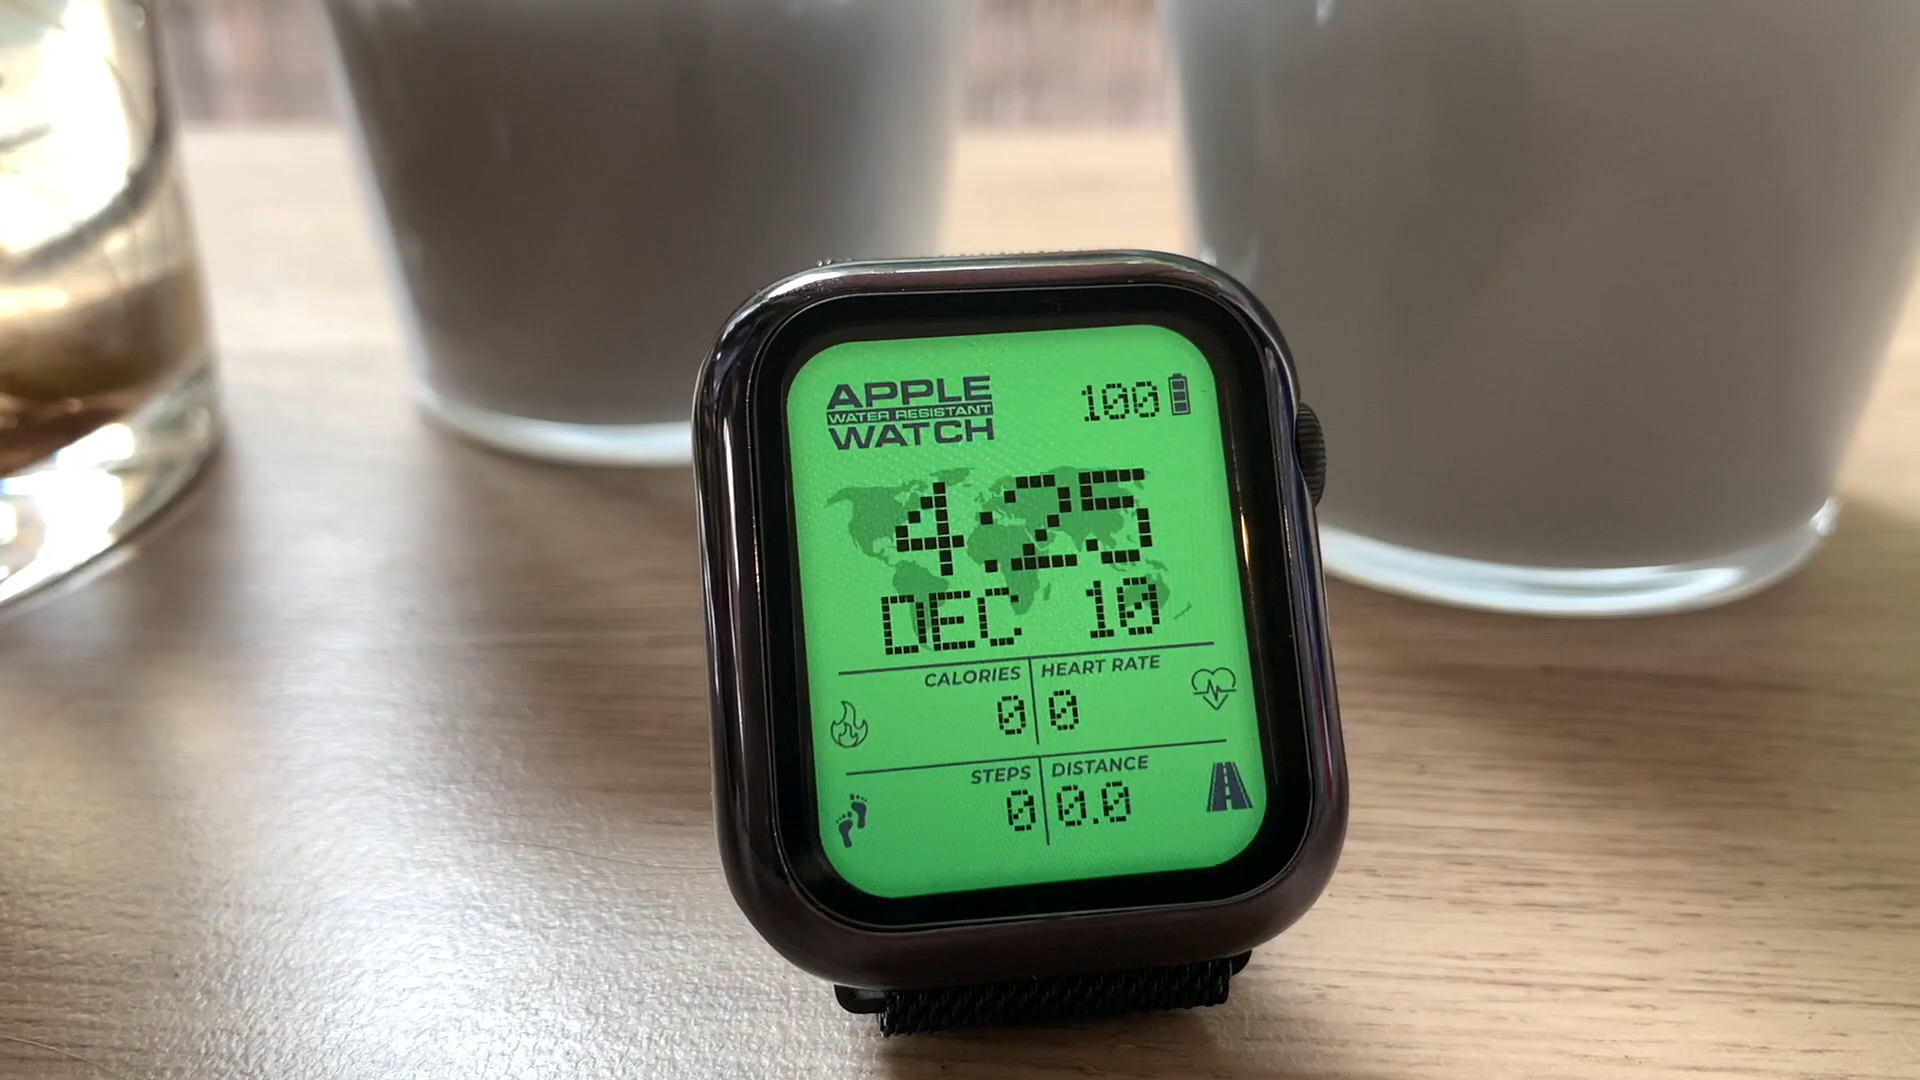 APPLE
WATER RESISTANT
WATCH
100
4:25
DEC 10
CALORIES HEART RATE
0 0
STEPS DISTANCE
0 0.0